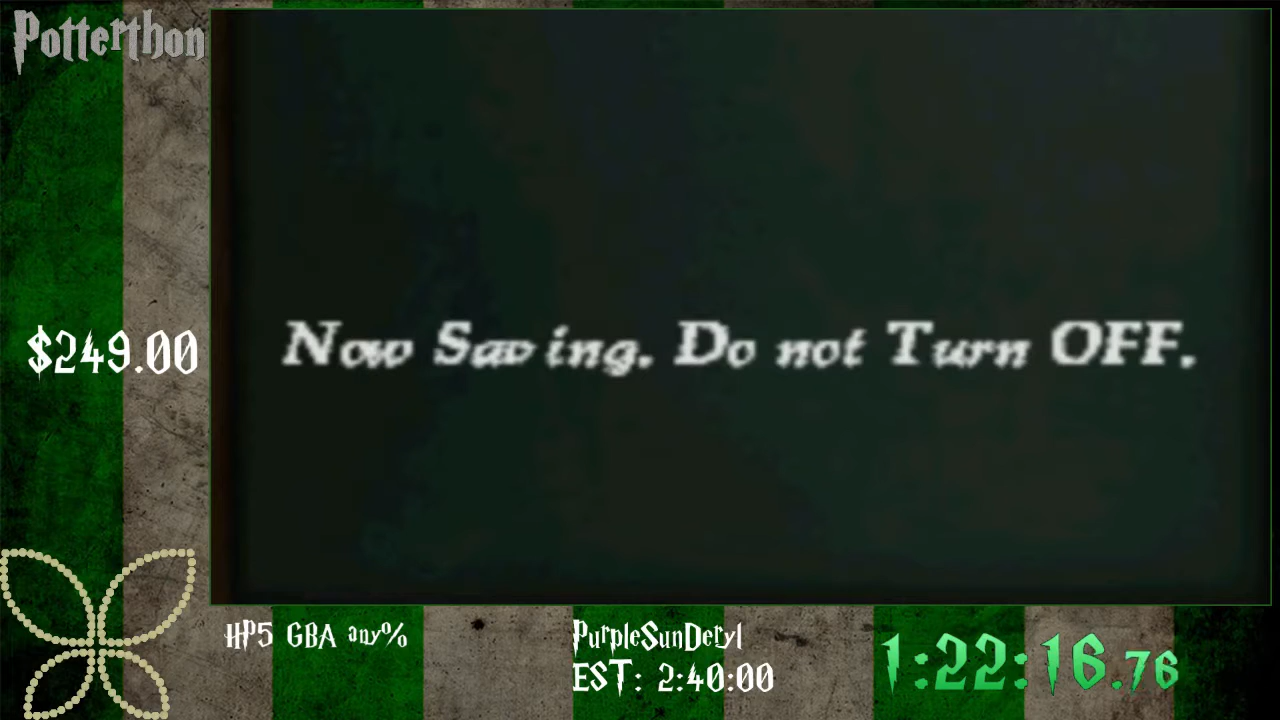 Potterthon
$249.00
Now Saving. Do not Turn OFF.
HP5 GBA any%
PurpleSunDeryl
EST: 2:40:00
1:22:16.76